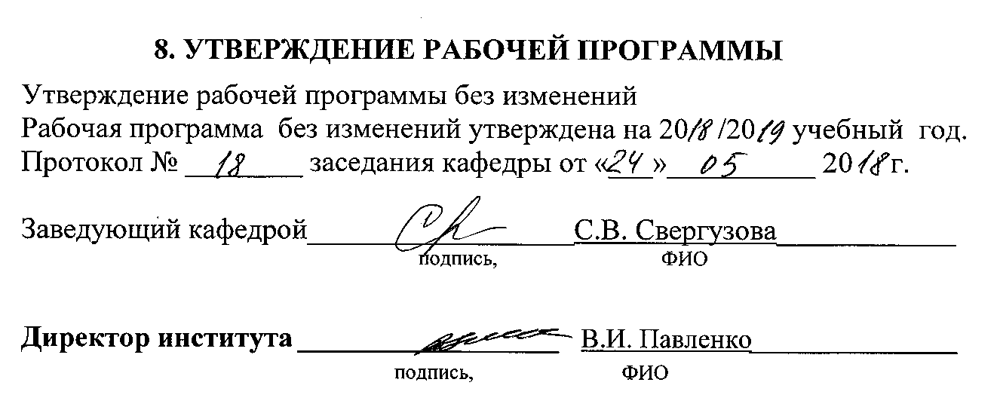 8. УТВЕРЖДЕНИЕ РАБОЧЕЙ ПРОГРАММЫ
Утверждение рабочей программы без изменений
Рабочая программа без изменений утверждена на 2018 /2019 учебный год.
Протокол № 18 заседания кафедры от «24» 05 2018 г.
Заведующий кафедрой С.В. Свергузова
подпись, ФИО
Директор института В.И. Павленко
подпись, ФИО